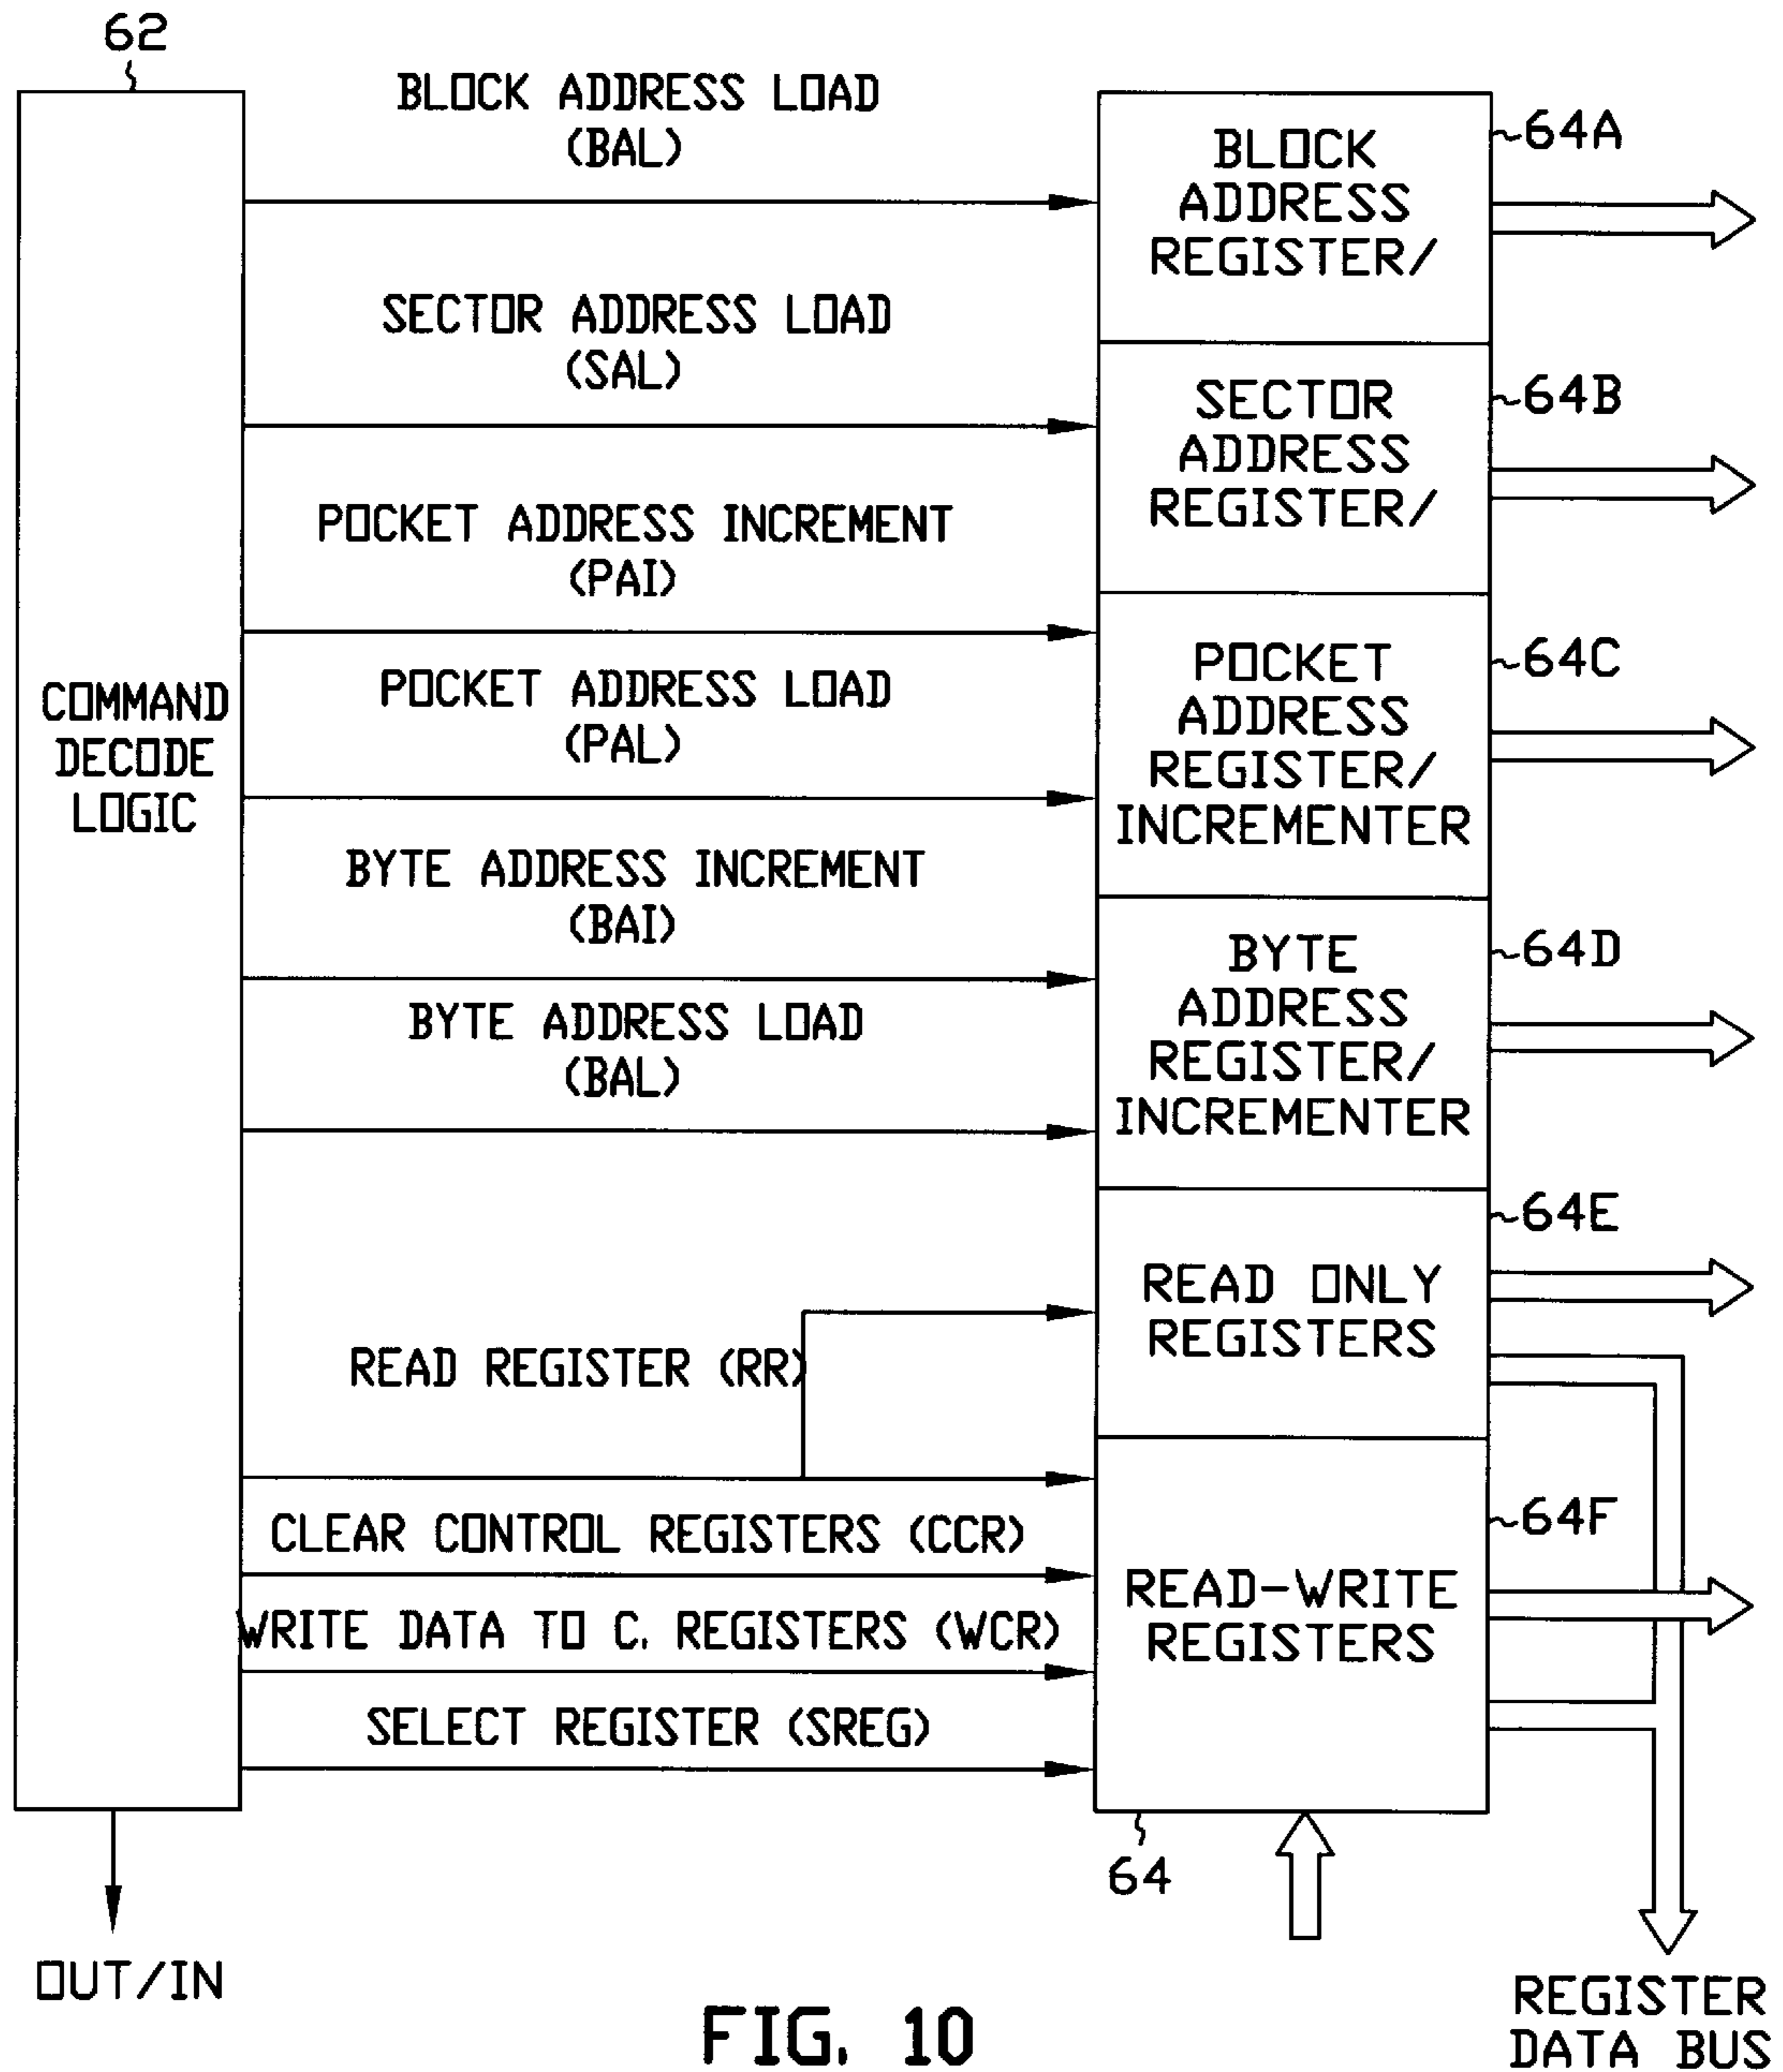 62
COMMAND
DECODE
LOGIC
OUT/IN
BLOCK ADDRESS LOAD
(BAL)
SECTOR ADDRESS LOAD
(SAL)
POCKET ADDRESS INCREMENT
(PAI)
POCKET ADDRESS LOAD
(PAL)
BYTE ADDRESS INCREMENT
(BAI)
BYTE ADDRESS LOAD
(BAL)
READ REGISTER (RR)
CLEAR CONTROL REGISTERS (CCR)
WRITE DATA TO C. REGISTERS (WCR)
SELECT REGISTER (SREG)
BLOCK
ADDRESS
REGISTER/
64A
SECTOR
ADDRESS
REGISTER/
64B
POCKET
ADDRESS
REGISTER/
INCREMENTER
64C
BYTE
ADDRESS
REGISTER/
INCREMENTER
64D
READ ONLY
REGISTERS
64E
READ-WRITE
REGISTERS
64F
64
REGISTER
DATA BUS
FIG. 10